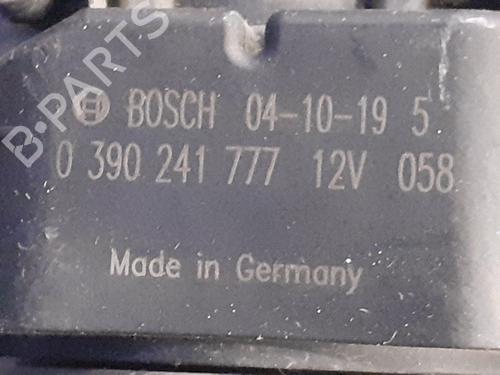 B-PARTS
BOSCH 04-10-19 5
0 390 241 777 12V 058
Made in Germany